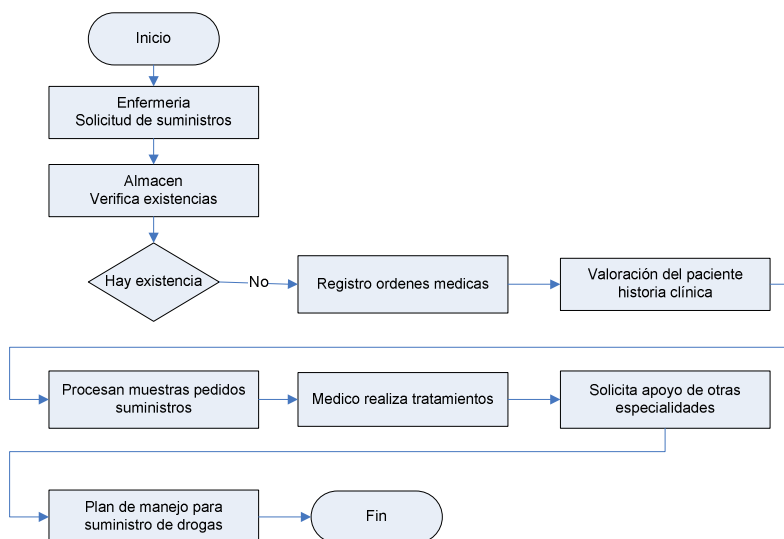 Inicio
Enfermeria
Solicitud de suministros
Almacen
Verifica existencias
Hay existencia
No
Registro ordenes medicas
Valoración del paciente
historia clínica
Procesan muestras pedidos
suministros
Medico realiza tratamientos
Solicita apoyo de otras
especialidades
Plan de manejo para
suministro de drogas
Fin